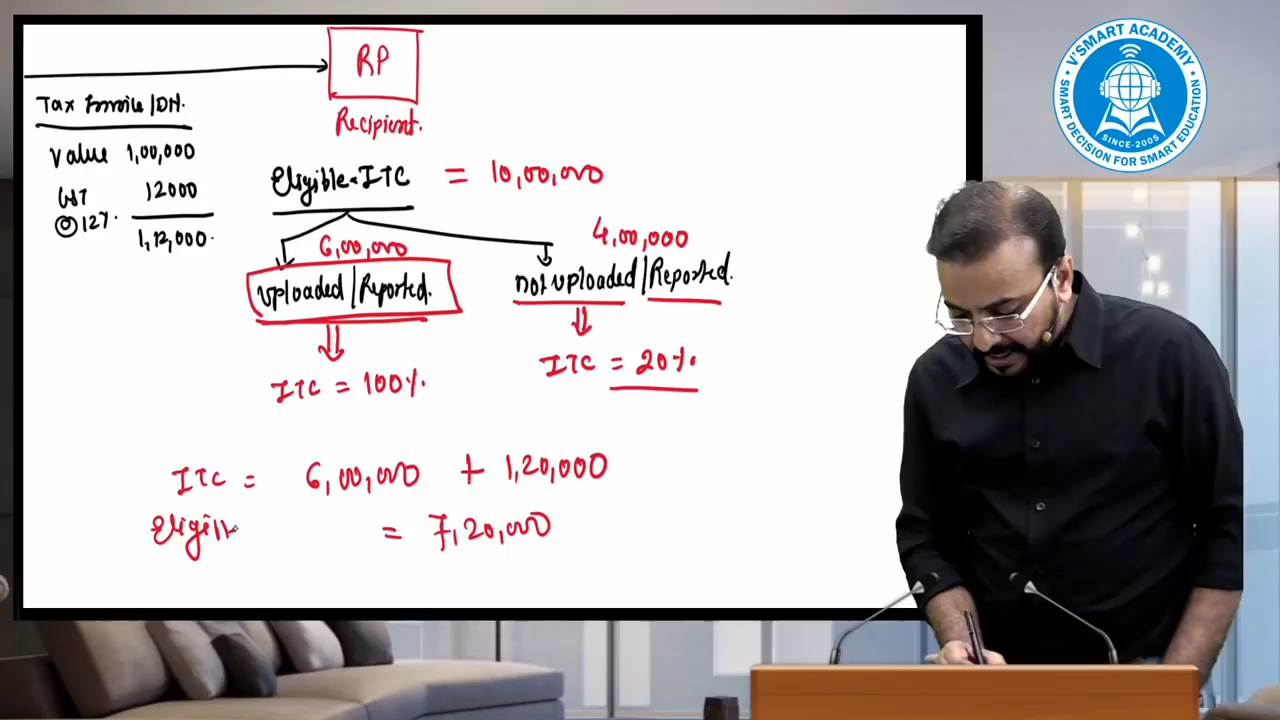 RP
Recipient.
Tax Invoice/DN.
Value 1,00,000
GST 12000
@12%.
1,12,000.
Eligible-ITC = 10,00,000
6,00,000
4,00,000
Uploaded/Reported.
not uploaded/Reported.
ITC = 100%.
ITC = 20%.
ITC = 6,00,000 + 1,20,000
= 7,20,000
V'SMART ACADEMY
SMART DECISION FOR SMART EDUCATION
SINCE-2005